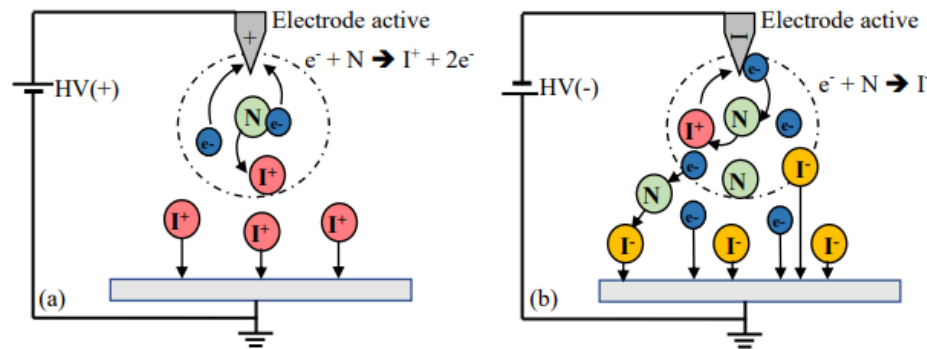 Electrode active
+
e⁻ + N ➔ I⁺ + 2e⁻
HV(+)
N
e-
e-
I⁺
I⁺
I⁺
I⁺
(a)
Electrode active
–
e-
e⁻ + N ➔ I⁻
HV(-)
I⁺
N
e-
e-
I⁻
N
N
e-
e-
I⁻
I⁻
I⁻
(b)